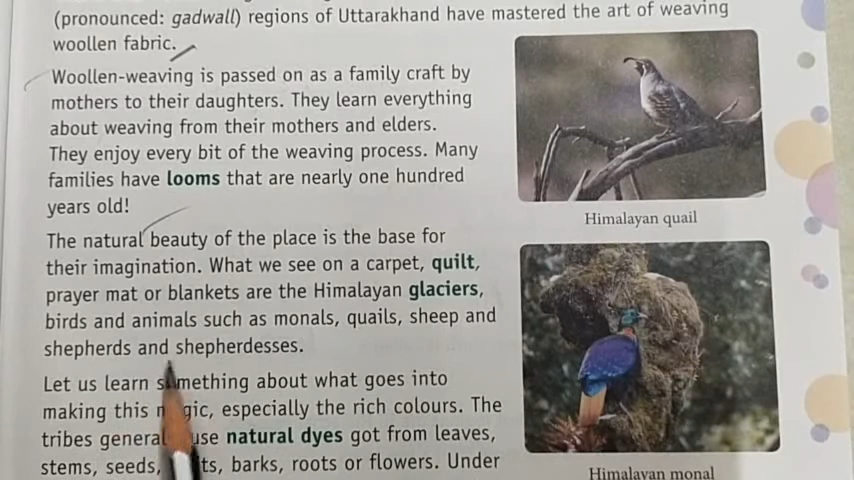 (pronounced: gadwall) regions of Uttarakhand have mastered the art of weaving
woollen fabric.
Woollen-weaving is passed on as a family craft by
mothers to their daughters. They learn everything
about weaving from their mothers and elders.
They enjoy every bit of the weaving process. Many
families have looms that are nearly one hundred
years old!
The natural beauty of the place is the base for
their imagination. What we see on a carpet, quilt,
prayer mat or blankets are the Himalayan glaciers,
birds and animals such as monals, quails, sheep and
shepherds and shepherdesses.
Let us learn something about what goes into
making this magic, especially the rich colours. The
tribes general use natural dyes got from leaves,
stems, seeds, barks, roots or flowers. Under
Himalayan quail
Himalayan monal